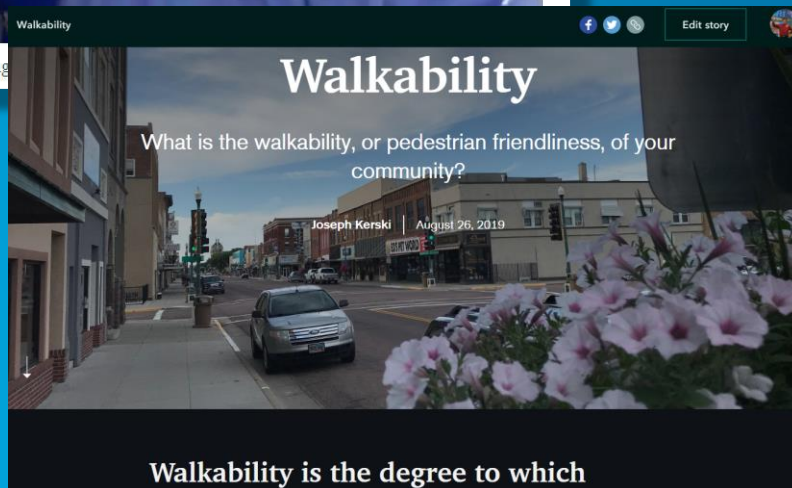 Walkability
Edit story
Walkability
What is the walkability, or pedestrian friendliness, of your
community?
Joseph Kerski | August 26, 2019
Walkability is the degree to which